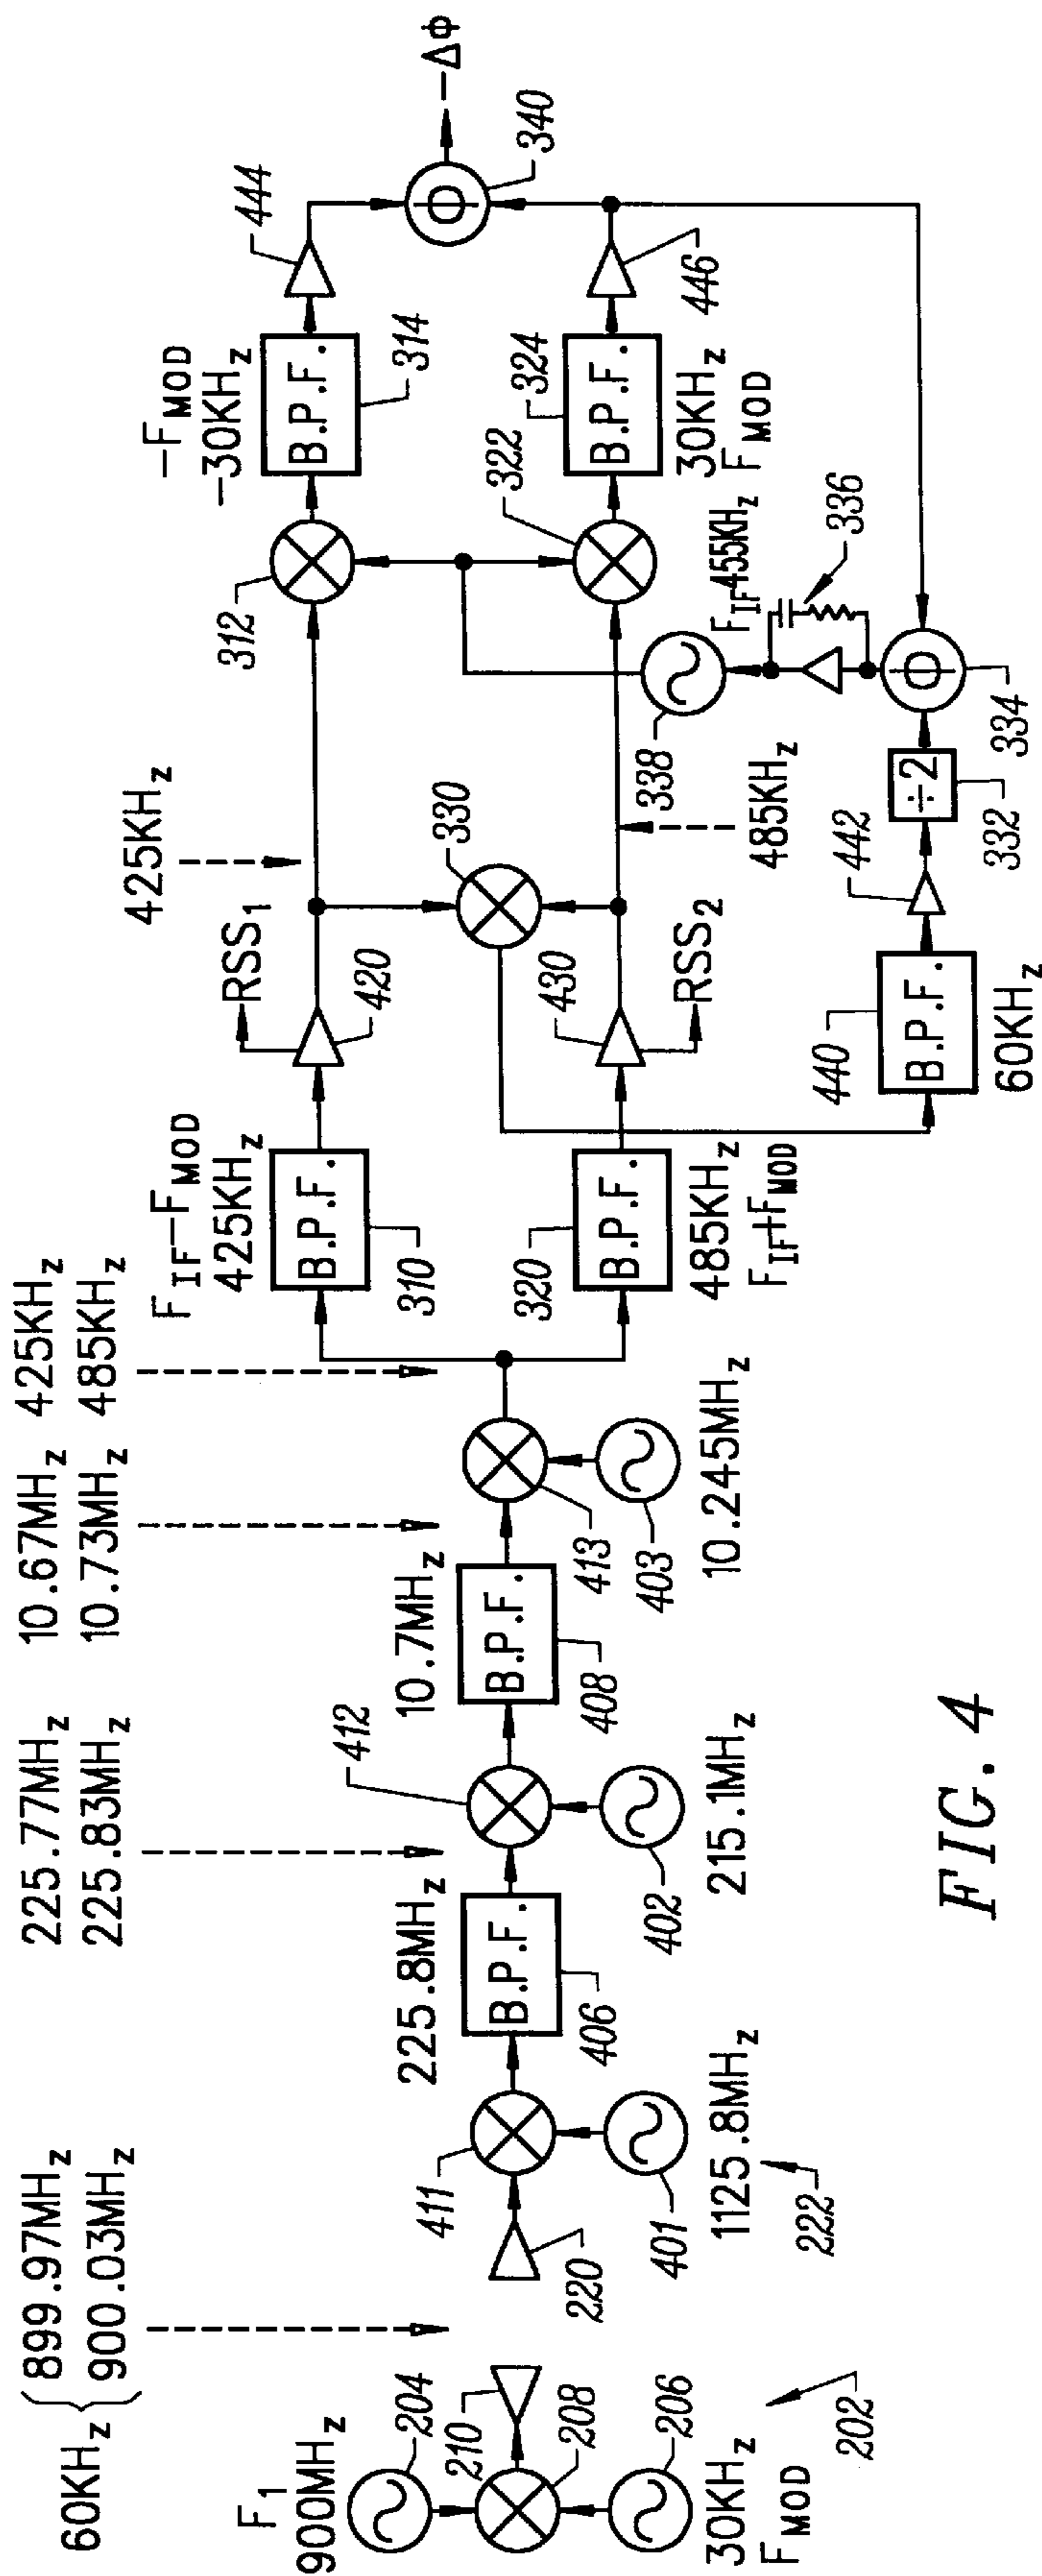 60KHz { 899.97MHz
900.03MHz
225.77MHz
225.83MHz
10.67MHz
10.73MHz
425KHz
485KHz
F1
900MHz
204
210
208
206
30KHz
FMOD
202
220
411
401
1125.8MHz
222
225.8MHz
B.P.F.
406
412
402
215.1MHz
10.7MHz
B.P.F.
408
413
403
10.245MHz
FIF-FMOD
425KHz
B.P.F.
310
B.P.F.
320
485KHz
FIF+FMOD
RSS1
420
430
RSS2
425KHz
330
485KHz
B.P.F.
440
60KHz
442
÷2
332
334
336
338
FIF455KHz
312
322
-FMOD
-30KHz
B.P.F.
314
B.P.F.
324
30KHz
FMOD
444
446
340
-ΔΦ
FIG. 4